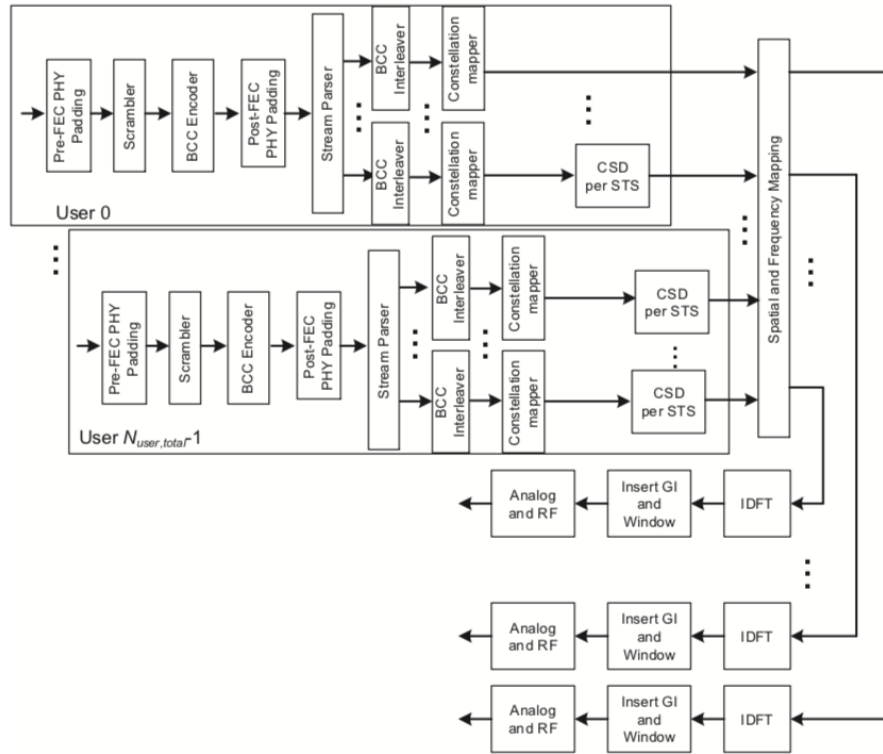 Pre-FEC PHY
Padding
Scrambler
BCC Encoder
Post-FEC
PHY Padding
Stream Parser
BCC
Interleaver
Constellation
mapper
BCC
Interleaver
Constellation
mapper
CSD
per STS
User 0
Spatial and Frequency Mapping
Pre-FEC PHY
Padding
Scrambler
BCC Encoder
Post-FEC
PHY Padding
Stream Parser
BCC
Interleaver
Constellation
mapper
CSD
per STS
BCC
Interleaver
Constellation
mapper
CSD
per STS
User Nuser,total-1
Analog
and RF
Insert GI
and
Window
IDFT
Analog
and RF
Insert GI
and
Window
IDFT
Analog
and RF
Insert GI
and
Window
IDFT